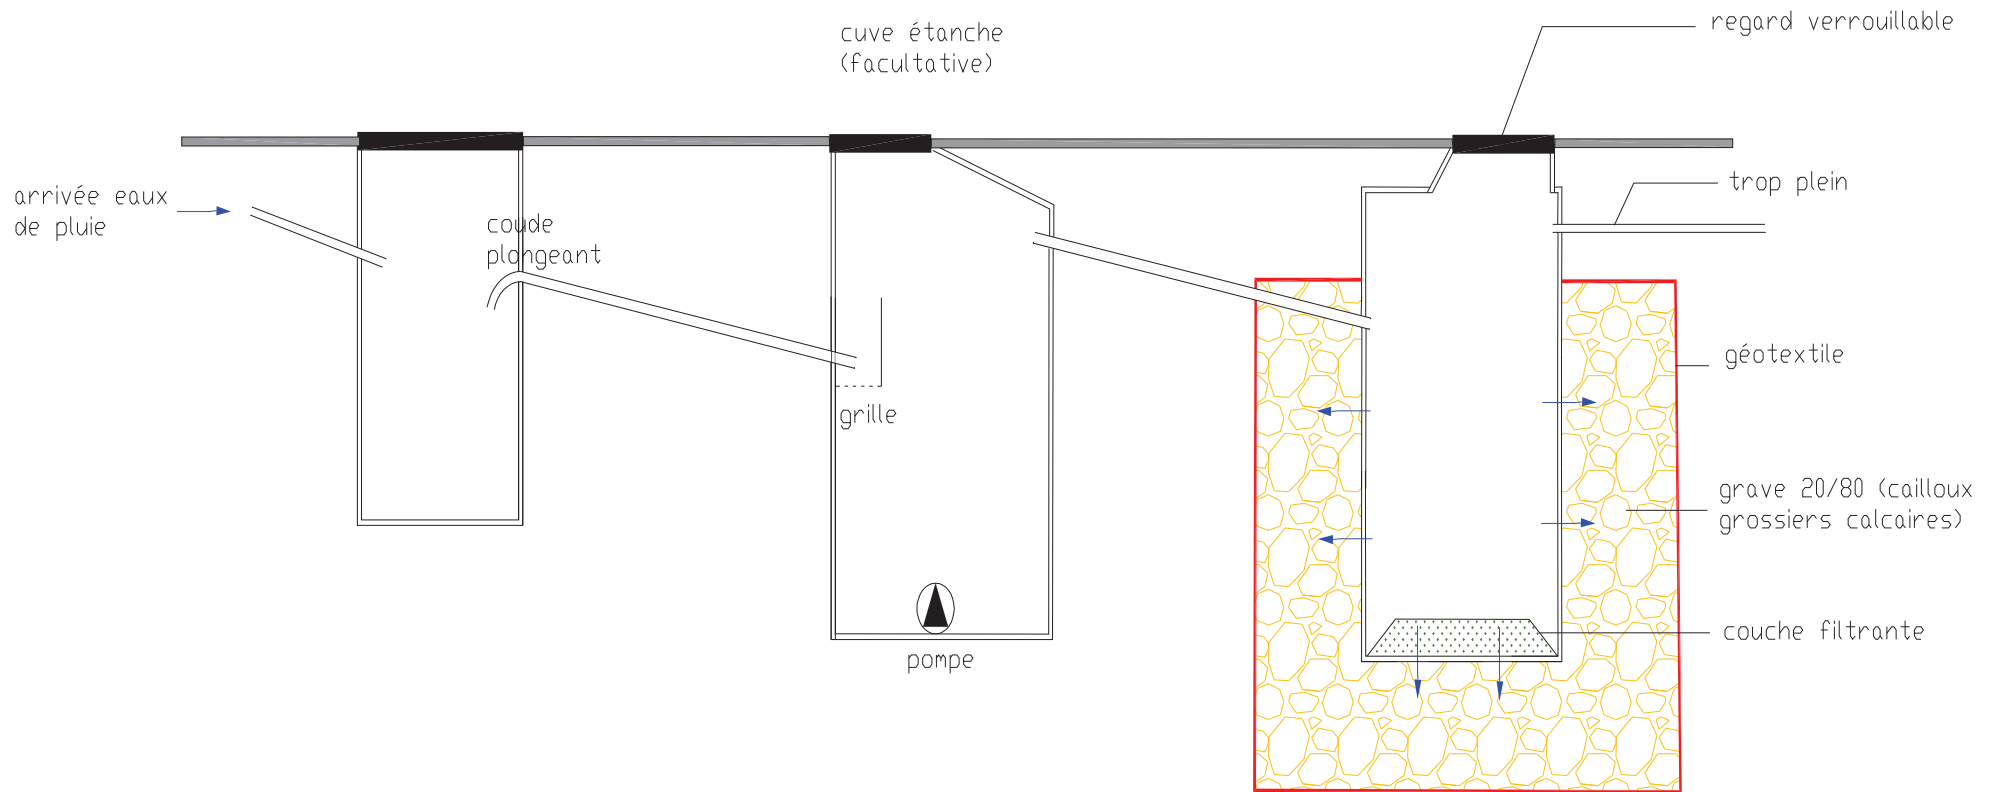 cuve étanche
(facultative)
regard verrouillable
arrivée eaux
de pluie
coude
plongeant
trop plein
géotextile
grille
grave 20/80 (cailloux
grossiers calcaires)
couche filtrante
pompe